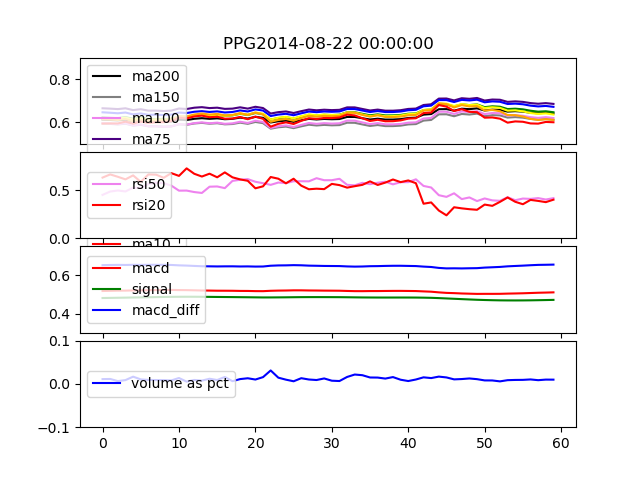 PPG2014-08-22 00:00:00
0.8
0.6
ma200
ma150
ma100
ma75
0.5
0.0
rsi50
rsi20
ma10
0.6
0.4
macd
signal
macd_diff
0.1
0.0
−0.1
volume as pct
0 10 20 30 40 50 60